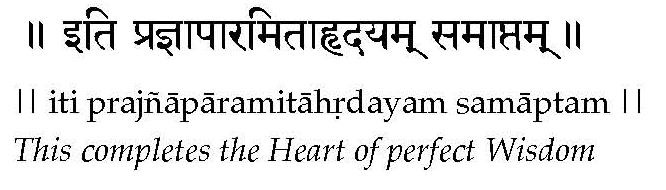 ॥ इति प्रज्ञापारमिताहृदयम् समाप्तम् ॥
|| iti prajñāpāramitāhṛdayam samāptam ||
This completes the Heart of perfect Wisdom